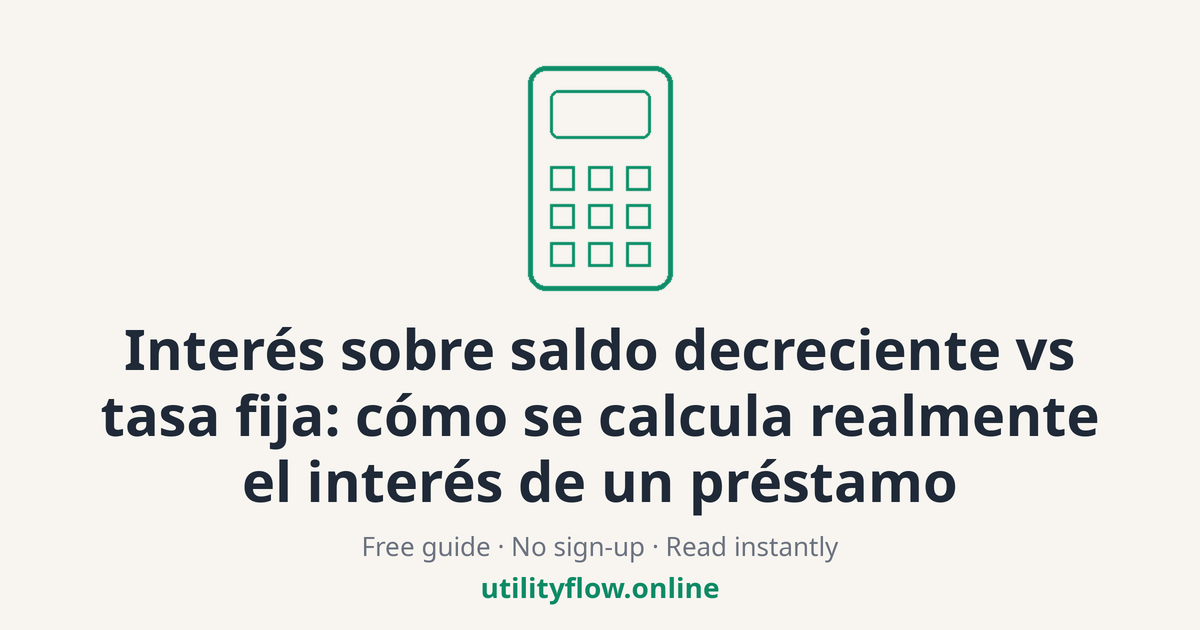 Interés sobre saldo decreciente vs
tasa fija: cómo se calcula realmente
el interés de un préstamo
Free guide · No sign-up · Read instantly
utilityflow.online